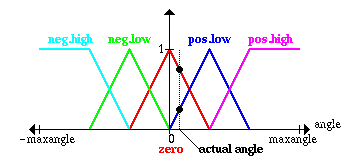 neg.high neg.low pos.low pos.high
1
angle
-maxangle 0 maxangle
zero actual angle